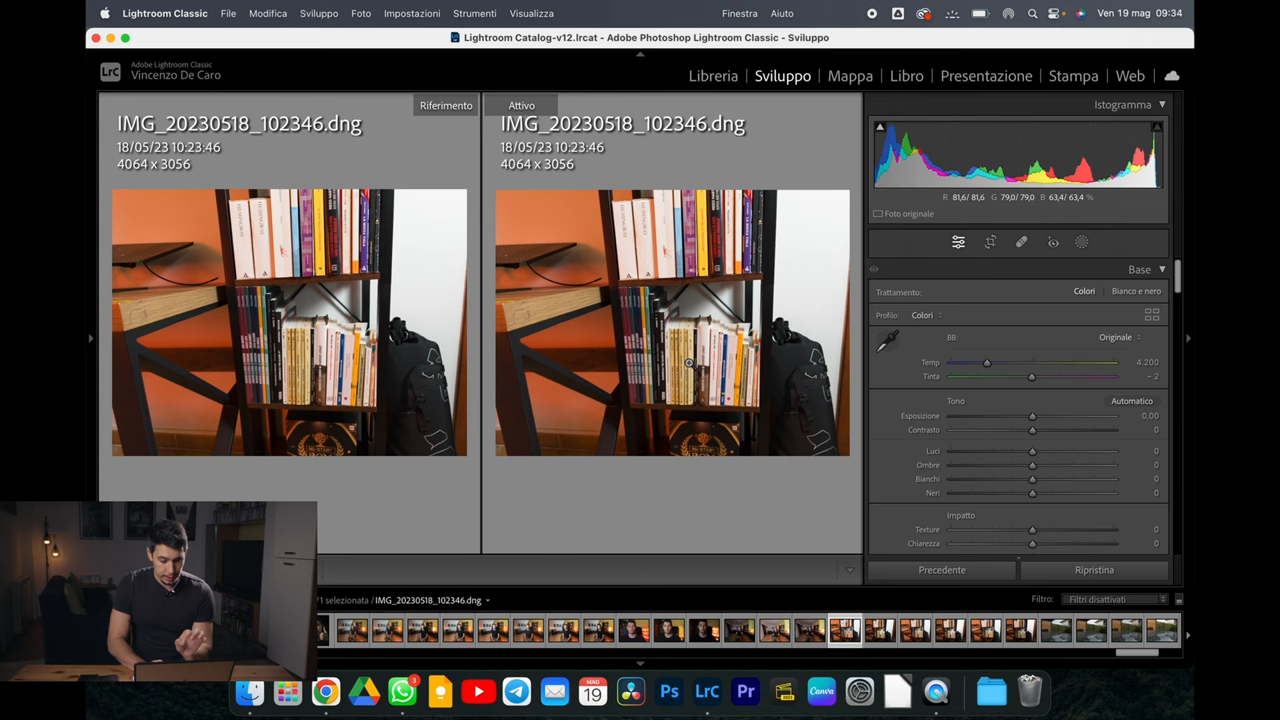 Lightroom Classic File Modifica Sviluppo Foto Impostazioni Strumenti Visualizza Finestra Aiuto Ven 19 mag 09:34
Lightroom Catalog-v12.lrcat - Adobe Photoshop Lightroom Classic - Sviluppo
LrC Adobe Lightroom Classic
Vincenzo De Caro
Libreria Sviluppo Mappa Libro Presentazione Stampa Web
Riferimento Attivo
IMG_20230518_102346.dng
18/05/23 10:23:46
4064 x 3056
IMG_20230518_102346.dng
18/05/23 10:23:46
4064 x 3056
Istogramma
R 81,6/ 81,6 G 79,0/ 79,0 B 63,4/ 63,4 %
Foto originale
Base
Trattamento: Colori Bianco e nero
Profilo: Colori
BB: Originale
Temp 4.200
Tinta - 2
Tono Automatico
Esposizione 0,00
Contrasto 0
Luci 0
Ombre 0
Bianchi 0
Neri 0
Impatto
Texture 0
Chiarezza 0
Precedente Ripristina
1 selezionata /IMG_20230518_102346.dng
Filtro: Filtri disattivati
3
MAG
19
Ps LrC Pr Canva